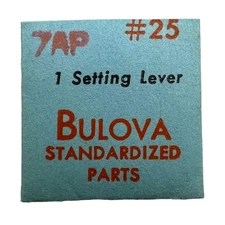 7AP #25
1 Setting Lever
BULOVA
STANDARDIZED
PARTS